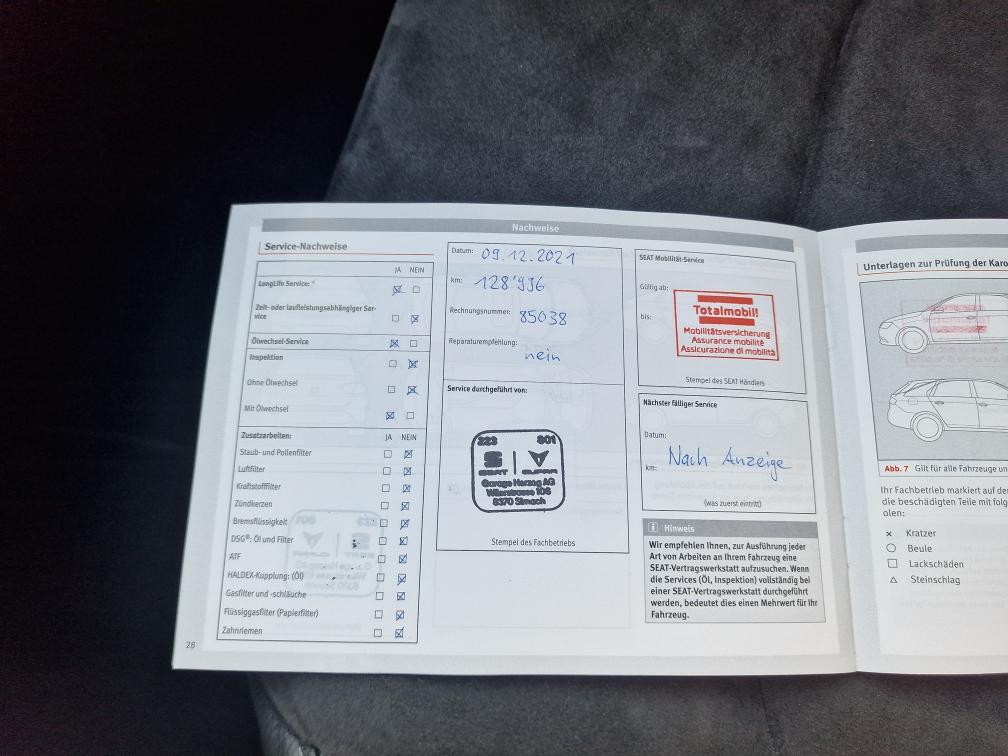 Nachweise
Service-Nachweise
JA NEIN
LongLife Service:
Zeit- oder laufleistungsabhängiger Ser-
vice
Ölwechsel-Service
Inspektion
Ohne Ölwechsel
Mit Ölwechsel
Zusatzarbeiten: JA NEIN
Staub- und Pollenfilter
Luftfilter
Kraftstofffilter
Zündkerzen
Bremsflüssigkeit
DSG®: Öl und Filter
ATF
HALDEX-Kupplung: (Öl)
Gasfilter und -schläuche
Flüssiggasfilter (Papierfilter)
Zahnriemen
28
Datum: 09.12.2021
km: 128'996
Rechnungsnummer: 85038
Reparaturempfehlung:
nein
Service durchgeführt von:
223 801
SEAT CUPRA
Garage Herzog AG
Wilerstrasse 106
8370 Sirnach
Stempel des Fachbetriebs
SEAT Mobilität-Service
Gültig ab:
bis:
Totalmobil!
Mobilitätsversicherung
Assurance mobilité
Assicurazione di mobilità
Stempel des SEAT Händlers
Nächster fälliger Service
Datum:
km: Nach Anzeige
(was zuerst eintritt)
i Hinweis
Wir empfehlen Ihnen, zur Ausführung jeder
Art von Arbeiten an Ihrem Fahrzeug eine
SEAT-Vertragswerkstatt aufzusuchen. Wenn
die Services (Öl, Inspektion) vollständig bei
einer SEAT-Vertragswerkstatt durchgeführt
werden, bedeutet dies einen Mehrwert für Ihr
Fahrzeug.
Unterlagen zur Prüfung der Karo
Abb. 7 Gilt für alle Fahrzeuge un
Ihr Fachbetrieb markiert auf de
die beschädigten Teile mit folg
olen:
× Kratzer
○ Beule
□ Lackschäden
△ Steinschlag